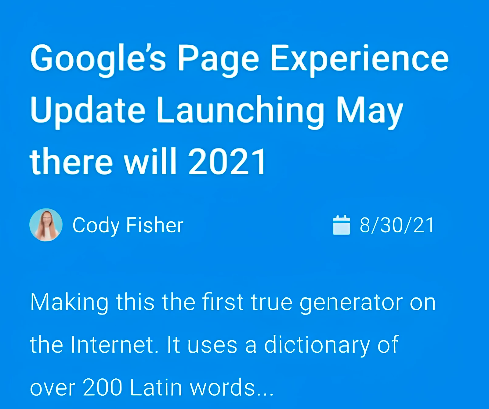 Google's Page Experience
Update Launching May
there will 2021
Cody Fisher
8/30/21
Making this the first true generator on
the Internet. It uses a dictionary of
over 200 Latin words...